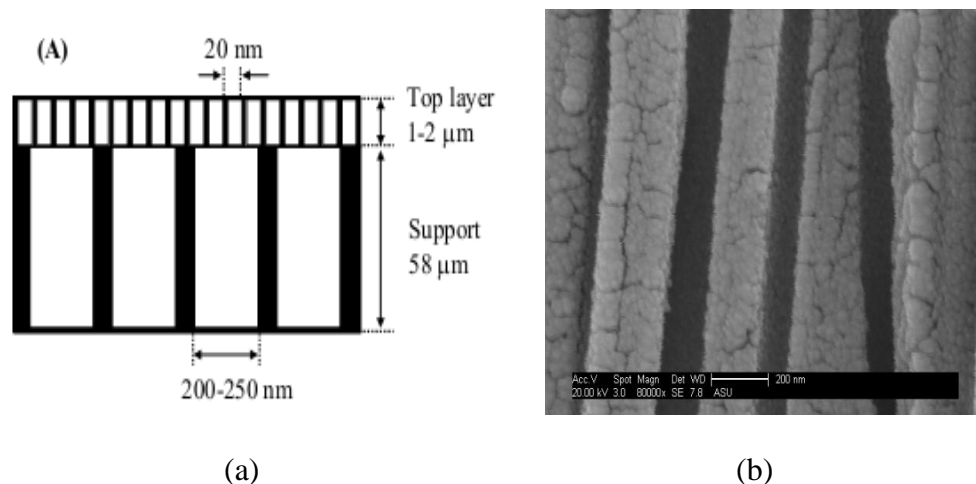 (A)
20 nm
Top layer
1-2 µm
Support
58 µm
200-250 nm
Acc.V Spot Magn Det WD 200 nm
20.00 kV 3.0 80000x SE 7.8 ASU
(a)
(b)